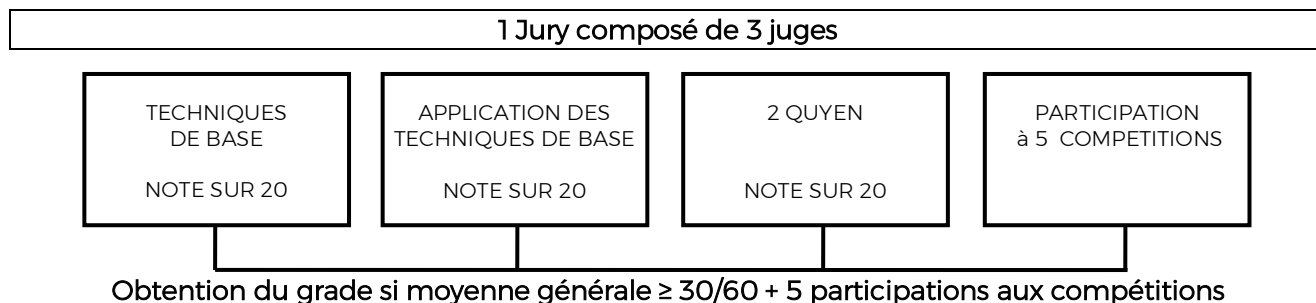 1 Jury composé de 3 juges
TECHNIQUES
DE BASE
NOTE SUR 20
APPLICATION DES
TECHNIQUES DE BASE
NOTE SUR 20
2 QUYEN
NOTE SUR 20
PARTICIPATION
à 5 COMPETITIONS
Obtention du grade si moyenne générale ≥ 30/60 + 5 participations aux compétitions